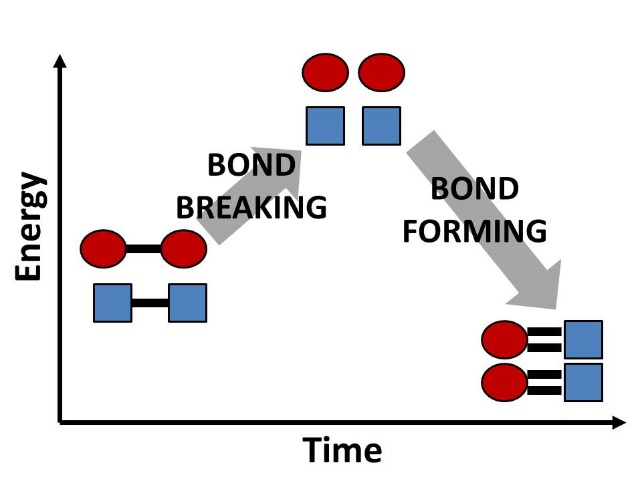 BOND
BREAKING
BOND
FORMING
Energy
Time